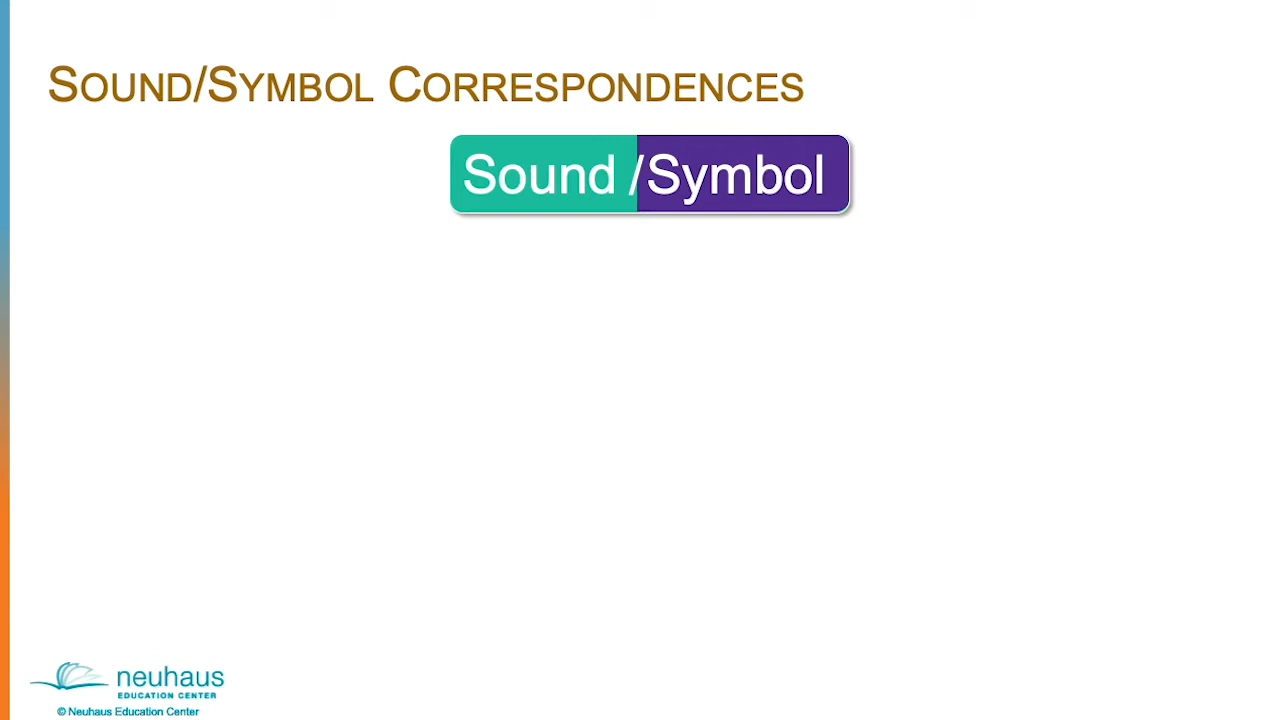 SOUND/SYMBOL CORRESPONDENCES
Sound /Symbol
neuhaus
EDUCATION CENTER
© Neuhaus Education Center